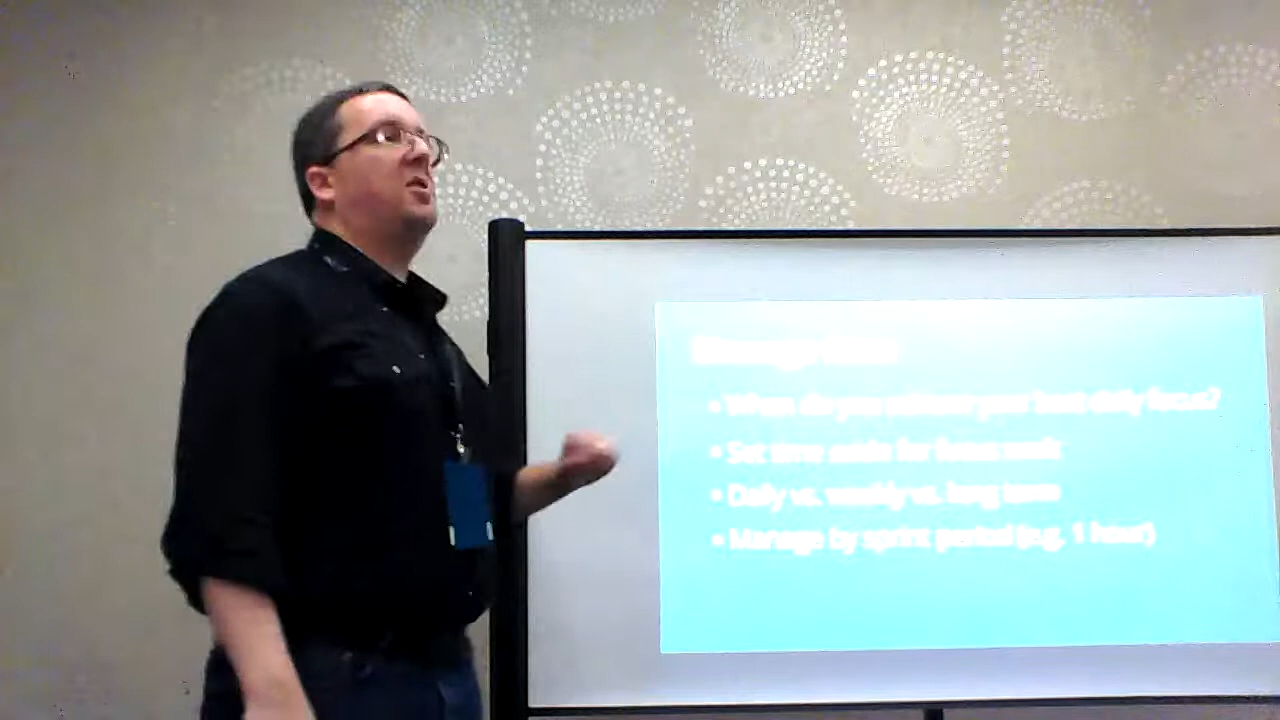 • When do you your best daily focus?
• Set time aside for focus work
• Daily vs. weekly vs. long term
• Manage by sprint period (e.g. 1 hour)